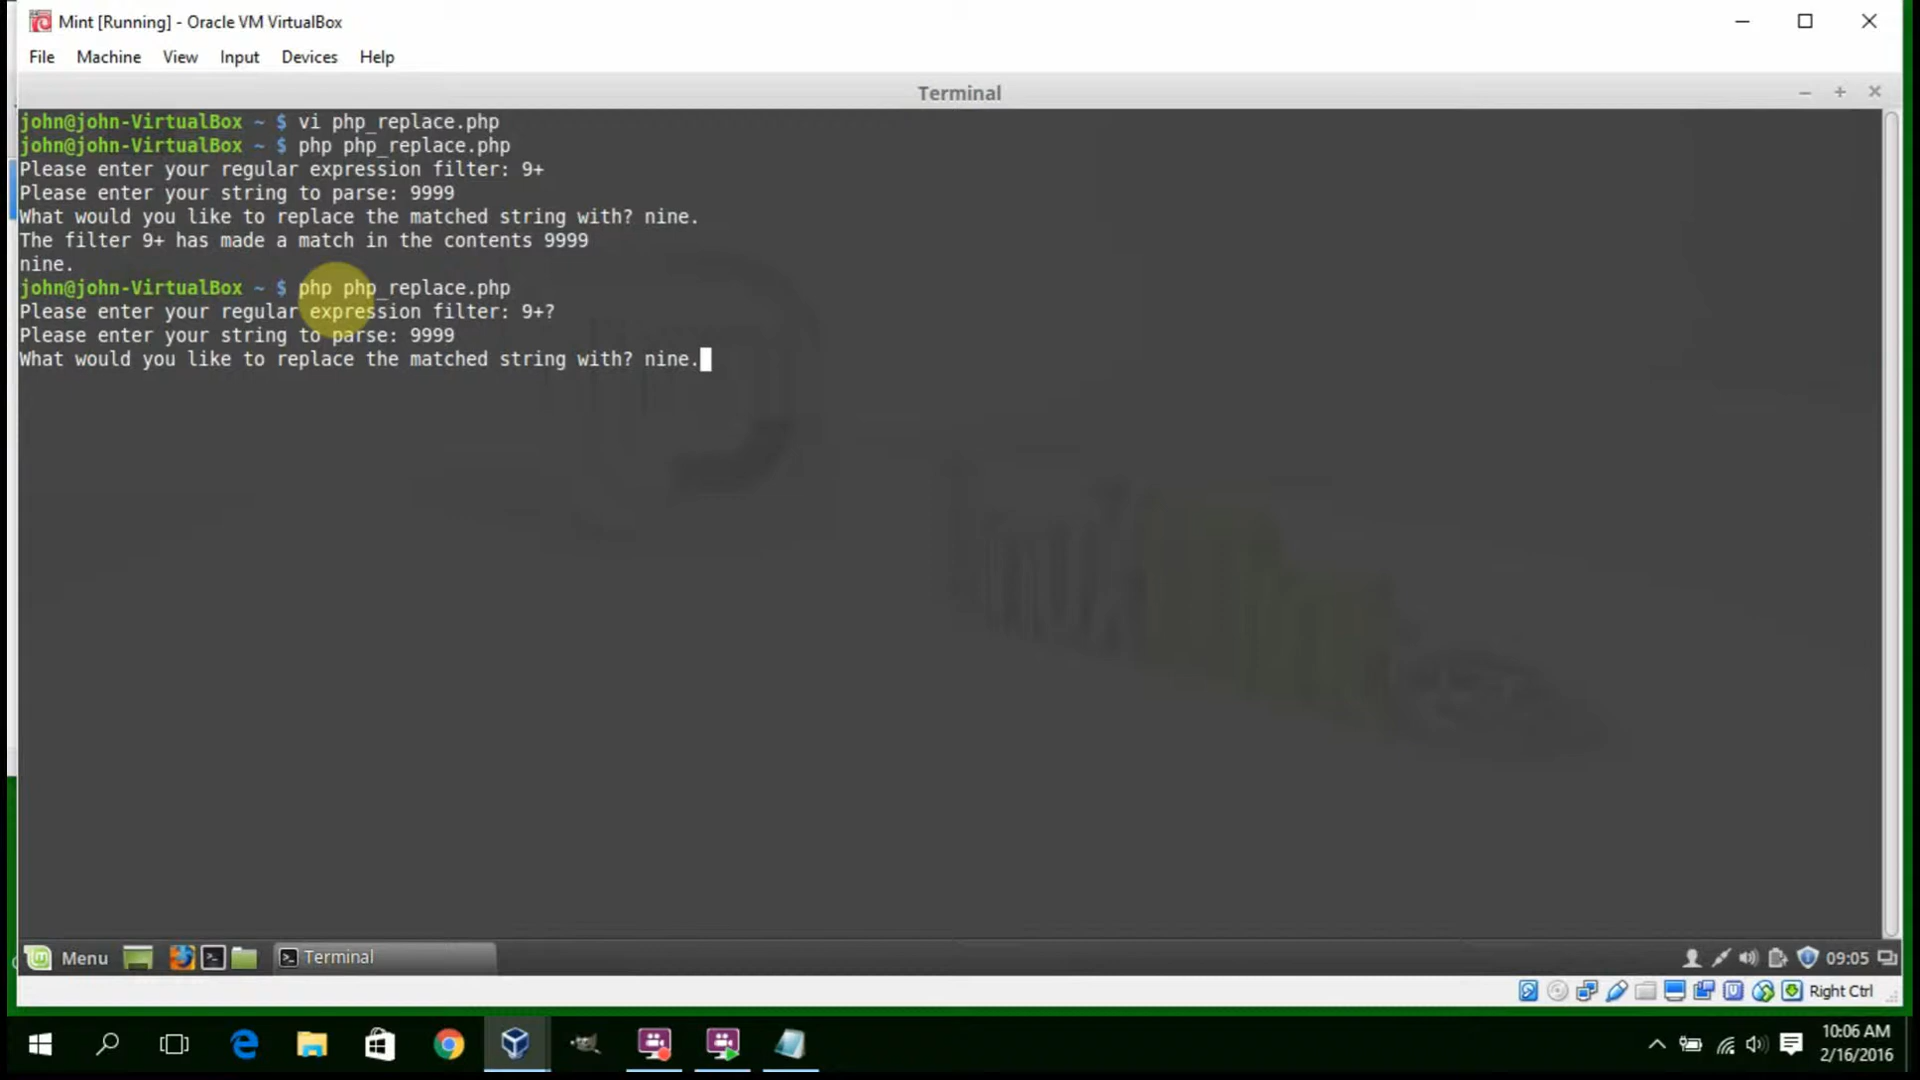 Mint [Running] - Oracle VM VirtualBox
File Machine View Input Devices Help
Terminal
john@john-VirtualBox ~ $ vi php_replace.php
john@john-VirtualBox ~ $ php php_replace.php
Please enter your regular expression filter: 9+
Please enter your string to parse: 9999
What would you like to replace the matched string with? nine.
The filter 9+ has made a match in the contents 9999
nine.
john@john-VirtualBox ~ $ php php_replace.php
Please enter your regular expression filter: 9+?
Please enter your string to parse: 9999
What would you like to replace the matched string with? nine.
Menu Terminal 09:05
Right Ctrl
10:06 AM
2/16/2016